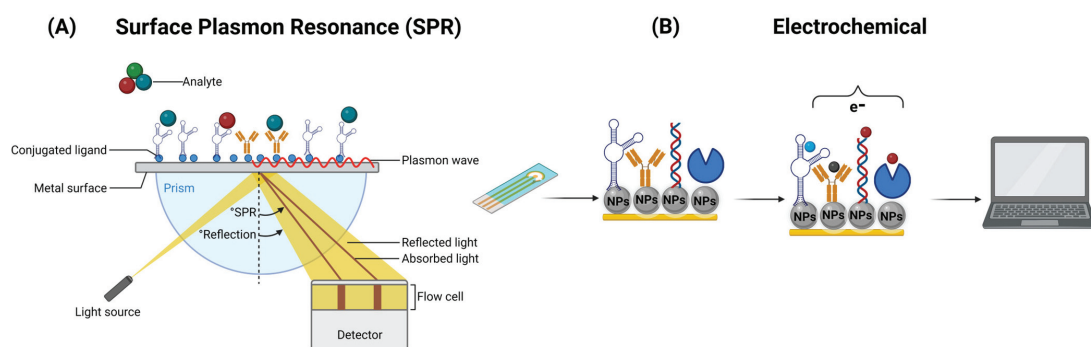 (A) Surface Plasmon Resonance (SPR)
Analyte
Conjugated ligand
Plasmon wave
Metal surface
Prism
°SPR
°Reflection
Reflected light
Absorbed light
Light source
Flow cell
Detector
(B) Electrochemical
e-
NPs NPs NPs NPs
NPs NPs NPs NPs